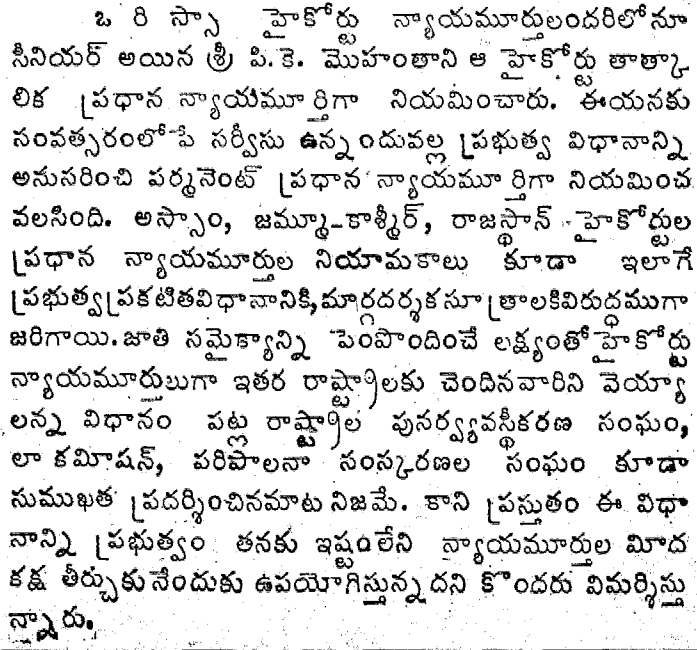 ఒ రి స్సా హైకోర్టు న్యాయమూర్తులందరిలోనూ
సీనియర్ అయిన శ్రీ పి.కె. మొహంతాని ఆ హైకోర్టు తాత్కా
లిక ప్రధాన న్యాయమూర్తిగా నియమించారు. ఈయనకు
సంవత్సరంలోపే సర్వీసు ఉన్నందువల్ల ప్రభుత్వ విధానాన్ని
అనుసరించి పర్మనెంట్ ప్రధాన న్యాయమూర్తిగా నియమించ
వలసింది. అస్సాం, జమ్మూ-కాశ్మీర్, రాజస్థాన్ హైకోర్టుల
ప్రధాన న్యాయమూర్తుల నియామకాలు కూడా ఇలాగే
ప్రభుత్వప్రకటితవిధానానికి,మార్గదర్శకసూత్రాలకివిరుద్ధముగా
జరిగాయి. జాతి సమైక్యాన్ని పెంపొందించే లక్ష్యంతో హైకోర్టు
న్యాయమూర్తులుగా ఇతర రాష్ట్రాలకు చెందినవారిని వెయ్యా
లన్న విధానం పట్ల రాష్ట్రాల పునర్వ్యవస్థీకరణ సంఘం,
లా కమీషన్, పరిపాలనా సంస్కరణల సంఘం కూడా
సుముఖత ప్రదర్శించినమాట నిజమే. కాని ప్రస్తుతం ఈ విధా
నాన్ని ప్రభుత్వం తనకు ఇష్టంలేని న్యాయమూర్తుల మీద
కక్ష తీర్చుకునేందుకు ఉపయోగిస్తున్నదని కొందరు విమర్శిస్తు
న్నారు.